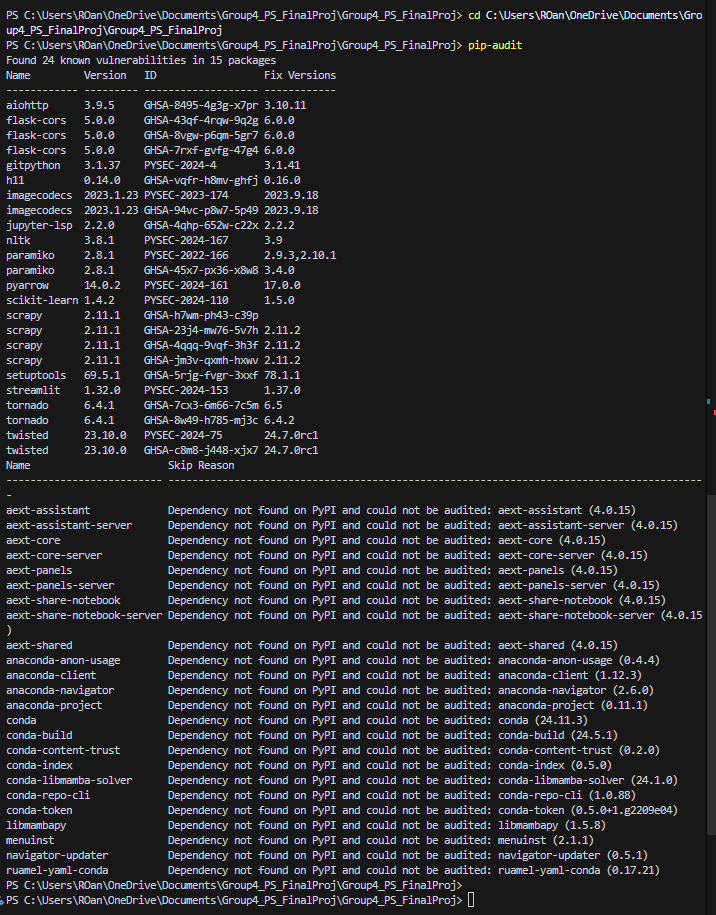 PS C:\Users\ROan\OneDrive\Documents\Group4_PS_FinalProj> cd C:\Users\ROan\OneDrive\Documents\Gro
up4_PS_FinalProj\Group4_PS_FinalProj
PS C:\Users\ROan\OneDrive\Documents\Group4_PS_FinalProj\Group4_PS_FinalProj> pip-audit
Found 24 known vulnerabilities in 15 packages
Name Version ID Fix Versions
------------ --------- ------------------- ------------
aiohttp 3.9.5 GHSA-8495-4g3g-x7pr 3.10.11
flask-cors 5.0.0 GHSA-43qf-4rqw-9q2g 6.0.0
flask-cors 5.0.0 GHSA-8vgw-p6qm-5gr7 6.0.0
flask-cors 5.0.0 GHSA-7rxf-gvfg-47g4 6.0.0
gitpython 3.1.37 PYSEC-2024-4 3.1.41
h11 0.14.0 GHSA-vqfr-h8mv-ghfj 0.16.0
imagecodecs 2023.1.23 PYSEC-2023-174 2023.9.18
imagecodecs 2023.1.23 GHSA-94vc-p8w7-5p49 2023.9.18
jupyter-lsp 2.2.0 GHSA-4qhp-652w-c22x 2.2.2
nltk 3.8.1 PYSEC-2024-167 3.9
paramiko 2.8.1 PYSEC-2022-166 2.9.3,2.10.1
paramiko 2.8.1 GHSA-45x7-px36-x8w8 3.4.0
pyarrow 14.0.2 PYSEC-2024-161 17.0.0
scikit-learn 1.4.2 PYSEC-2024-110 1.5.0
scrapy 2.11.1 GHSA-h7wm-ph43-c39p
scrapy 2.11.1 GHSA-23j4-mw76-5v7h 2.11.2
scrapy 2.11.1 GHSA-4qqq-9vqf-3h3f 2.11.2
scrapy 2.11.1 GHSA-jm3v-qxmh-hxwv 2.11.2
setuptools 69.5.1 GHSA-5rjg-fvgr-3xxf 78.1.1
streamlit 1.32.0 PYSEC-2024-153 1.37.0
tornado 6.4.1 GHSA-7cx3-6m66-7c5m 6.5
tornado 6.4.1 GHSA-8w49-h785-mj3c 6.4.2
twisted 23.10.0 PYSEC-2024-75 24.7.0rc1
twisted 23.10.0 GHSA-c8m8-j448-xjx7 24.7.0rc1
Name Skip Reason
------------------------- --------------------------------------------------------------------------------------
-
aext-assistant Dependency not found on PyPI and could not be audited: aext-assistant (4.0.15)
aext-assistant-server Dependency not found on PyPI and could not be audited: aext-assistant-server (4.0.15)
aext-core Dependency not found on PyPI and could not be audited: aext-core (4.0.15)
aext-core-server Dependency not found on PyPI and could not be audited: aext-core-server (4.0.15)
aext-panels Dependency not found on PyPI and could not be audited: aext-panels (4.0.15)
aext-panels-server Dependency not found on PyPI and could not be audited: aext-panels-server (4.0.15)
aext-share-notebook Dependency not found on PyPI and could not be audited: aext-share-notebook (4.0.15)
aext-share-notebook-server Dependency not found on PyPI and could not be audited: aext-share-notebook-server (4.0.15
)
aext-shared Dependency not found on PyPI and could not be audited: aext-shared (4.0.15)
anaconda-anon-usage Dependency not found on PyPI and could not be audited: anaconda-anon-usage (0.4.4)
anaconda-client Dependency not found on PyPI and could not be audited: anaconda-client (1.12.3)
anaconda-navigator Dependency not found on PyPI and could not be audited: anaconda-navigator (2.6.0)
anaconda-project Dependency not found on PyPI and could not be audited: anaconda-project (0.11.1)
conda Dependency not found on PyPI and could not be audited: conda (24.11.3)
conda-build Dependency not found on PyPI and could not be audited: conda-build (24.5.1)
conda-content-trust Dependency not found on PyPI and could not be audited: conda-content-trust (0.2.0)
conda-index Dependency not found on PyPI and could not be audited: conda-index (0.5.0)
conda-libmamba-solver Dependency not found on PyPI and could not be audited: conda-libmamba-solver (24.1.0)
conda-repo-cli Dependency not found on PyPI and could not be audited: conda-repo-cli (1.0.88)
conda-token Dependency not found on PyPI and could not be audited: conda-token (0.5.0+1.g2209e04)
libmambapy Dependency not found on PyPI and could not be audited: libmambapy (1.5.8)
menuinst Dependency not found on PyPI and could not be audited: menuinst (2.1.1)
navigator-updater Dependency not found on PyPI and could not be audited: navigator-updater (0.5.1)
ruamel-yaml-conda Dependency not found on PyPI and could not be audited: ruamel-yaml-conda (0.17.21)
PS C:\Users\ROan\OneDrive\Documents\Group4_PS_FinalProj\Group4_PS_FinalProj>
PS C:\Users\ROan\OneDrive\Documents\Group4_PS_FinalProj\Group4_PS_FinalProj>